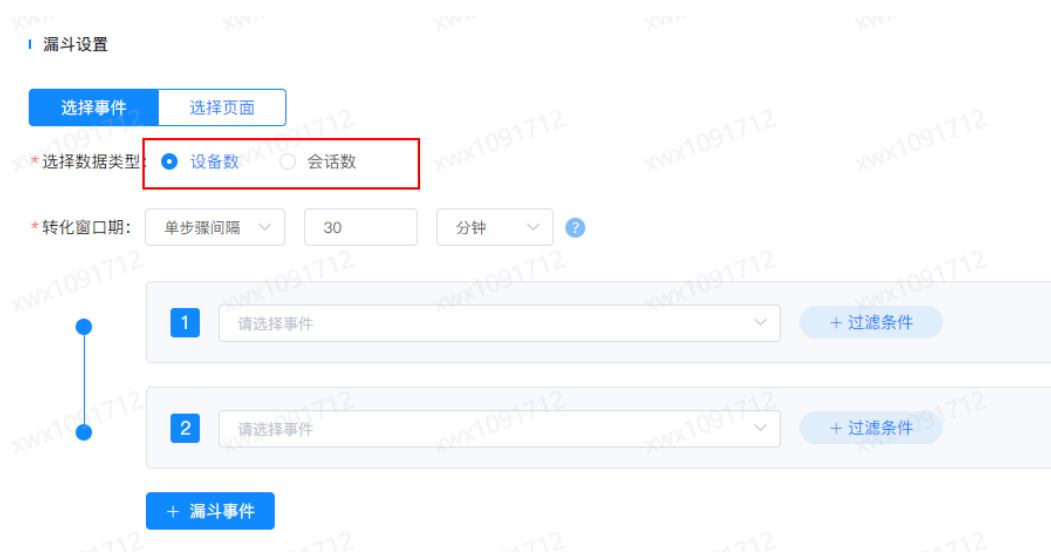 漏斗设置
选择事件 选择页面
*选择数据类型: 设备数 会话数
*转化窗口期: 单步骤间隔 30 分钟 ?
1 请选择事件 + 过滤条件
2 请选择事件 + 过滤条件
+ 漏斗事件
xwx1091712